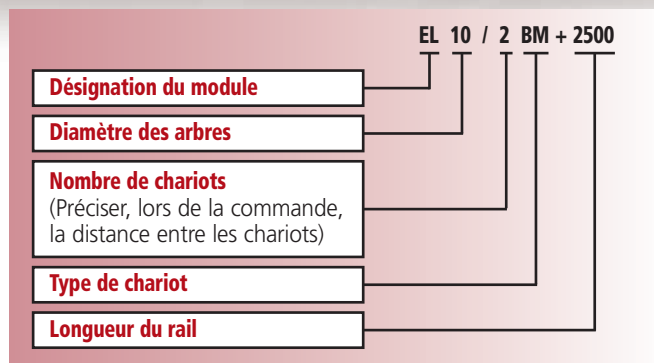 EL 10 / 2 BM + 2500
Désignation du module
Diamètre des arbres
Nombre de chariots
(Préciser, lors de la commande,
la distance entre les chariots)
Type de chariot
Longueur du rail